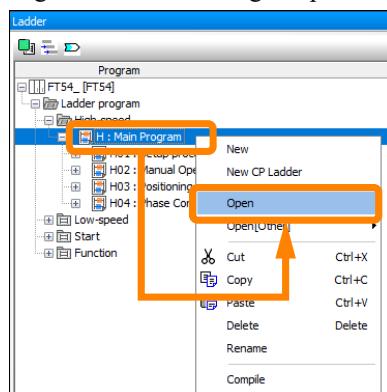 Ladder
Program
FT54_ [FT54]
Ladder program
High-speed
H : Main Program
H01 : Setup proc
H02 : Manual Ope
H03 : Positioning
H04 : Phase Con
Low-speed
Start
Function
New
New CP Ladder
Open
Open[Other]
Cut Ctrl+X
Copy Ctrl+C
Paste Ctrl+V
Delete Delete
Rename
Compile